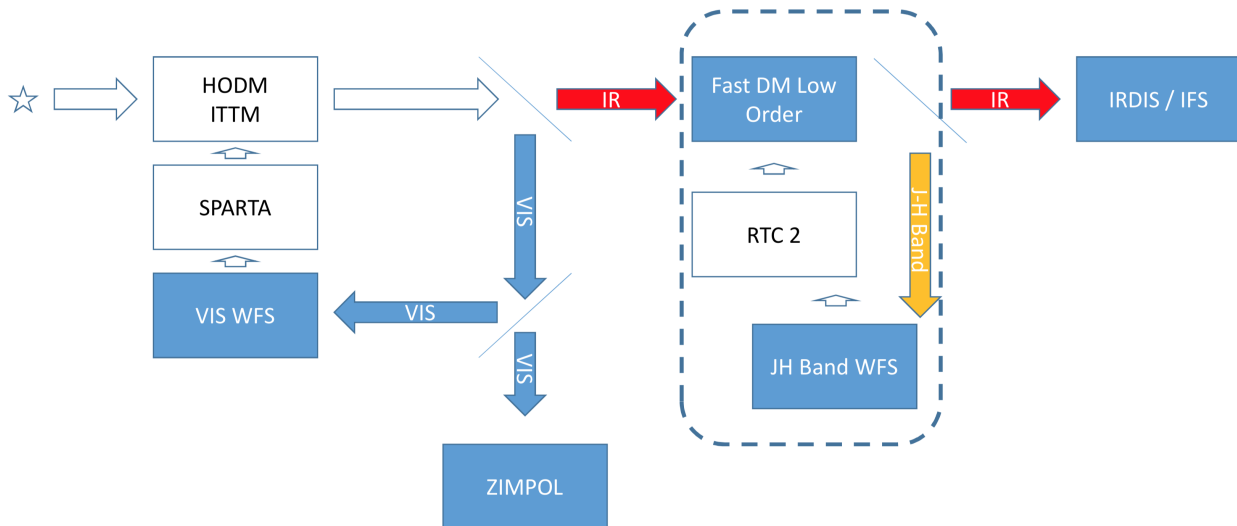 HODM
ITTM
IR
Fast DM Low
Order
IR
IRDIS / IFS
SPARTA
VIS
J-H Band
RTC 2
VIS WFS
VIS
VIS
JH Band WFS
ZIMPOL